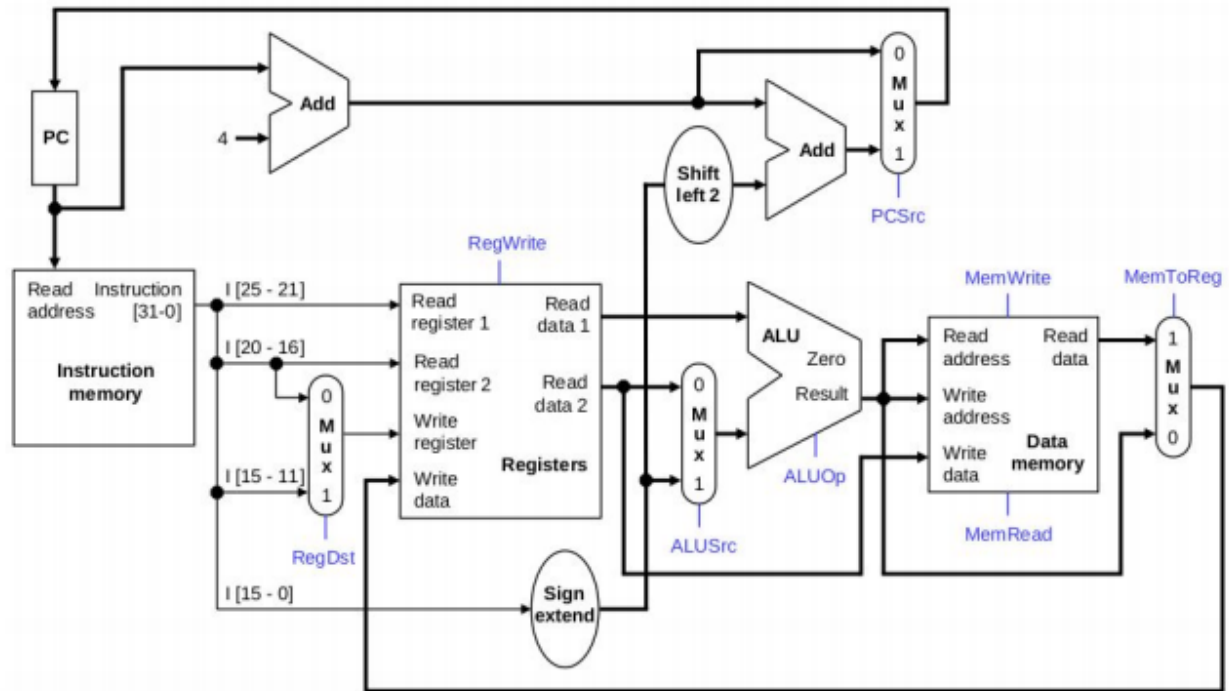 PC
Add
4
Shift
left 2
Add
0
M
u
x
1
PCSrc
Read
address
Instruction
[31-0]
Instruction
memory
I [25 - 21]
I [20 - 16]
I [15 - 11]
I [15 - 0]
0
M
u
x
1
RegDst
RegWrite
Read
register 1
Read
register 2
Write
register
Write
data
Read
data 1
Read
data 2
Registers
Sign
extend
0
M
u
x
1
ALUSrc
ALU
Zero
Result
ALUOp
MemWrite
Read
address
Write
address
Write
data
Read
data
Data
memory
MemRead
MemToReg
1
M
u
x
0